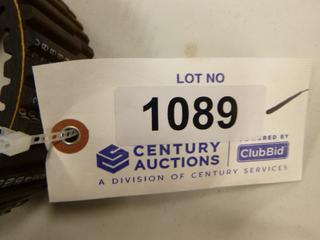 LOT NO
1089
CENTURY
AUCTIONS
POWERED BY
ClubBid
A DIVISION OF CENTURY SERVICES